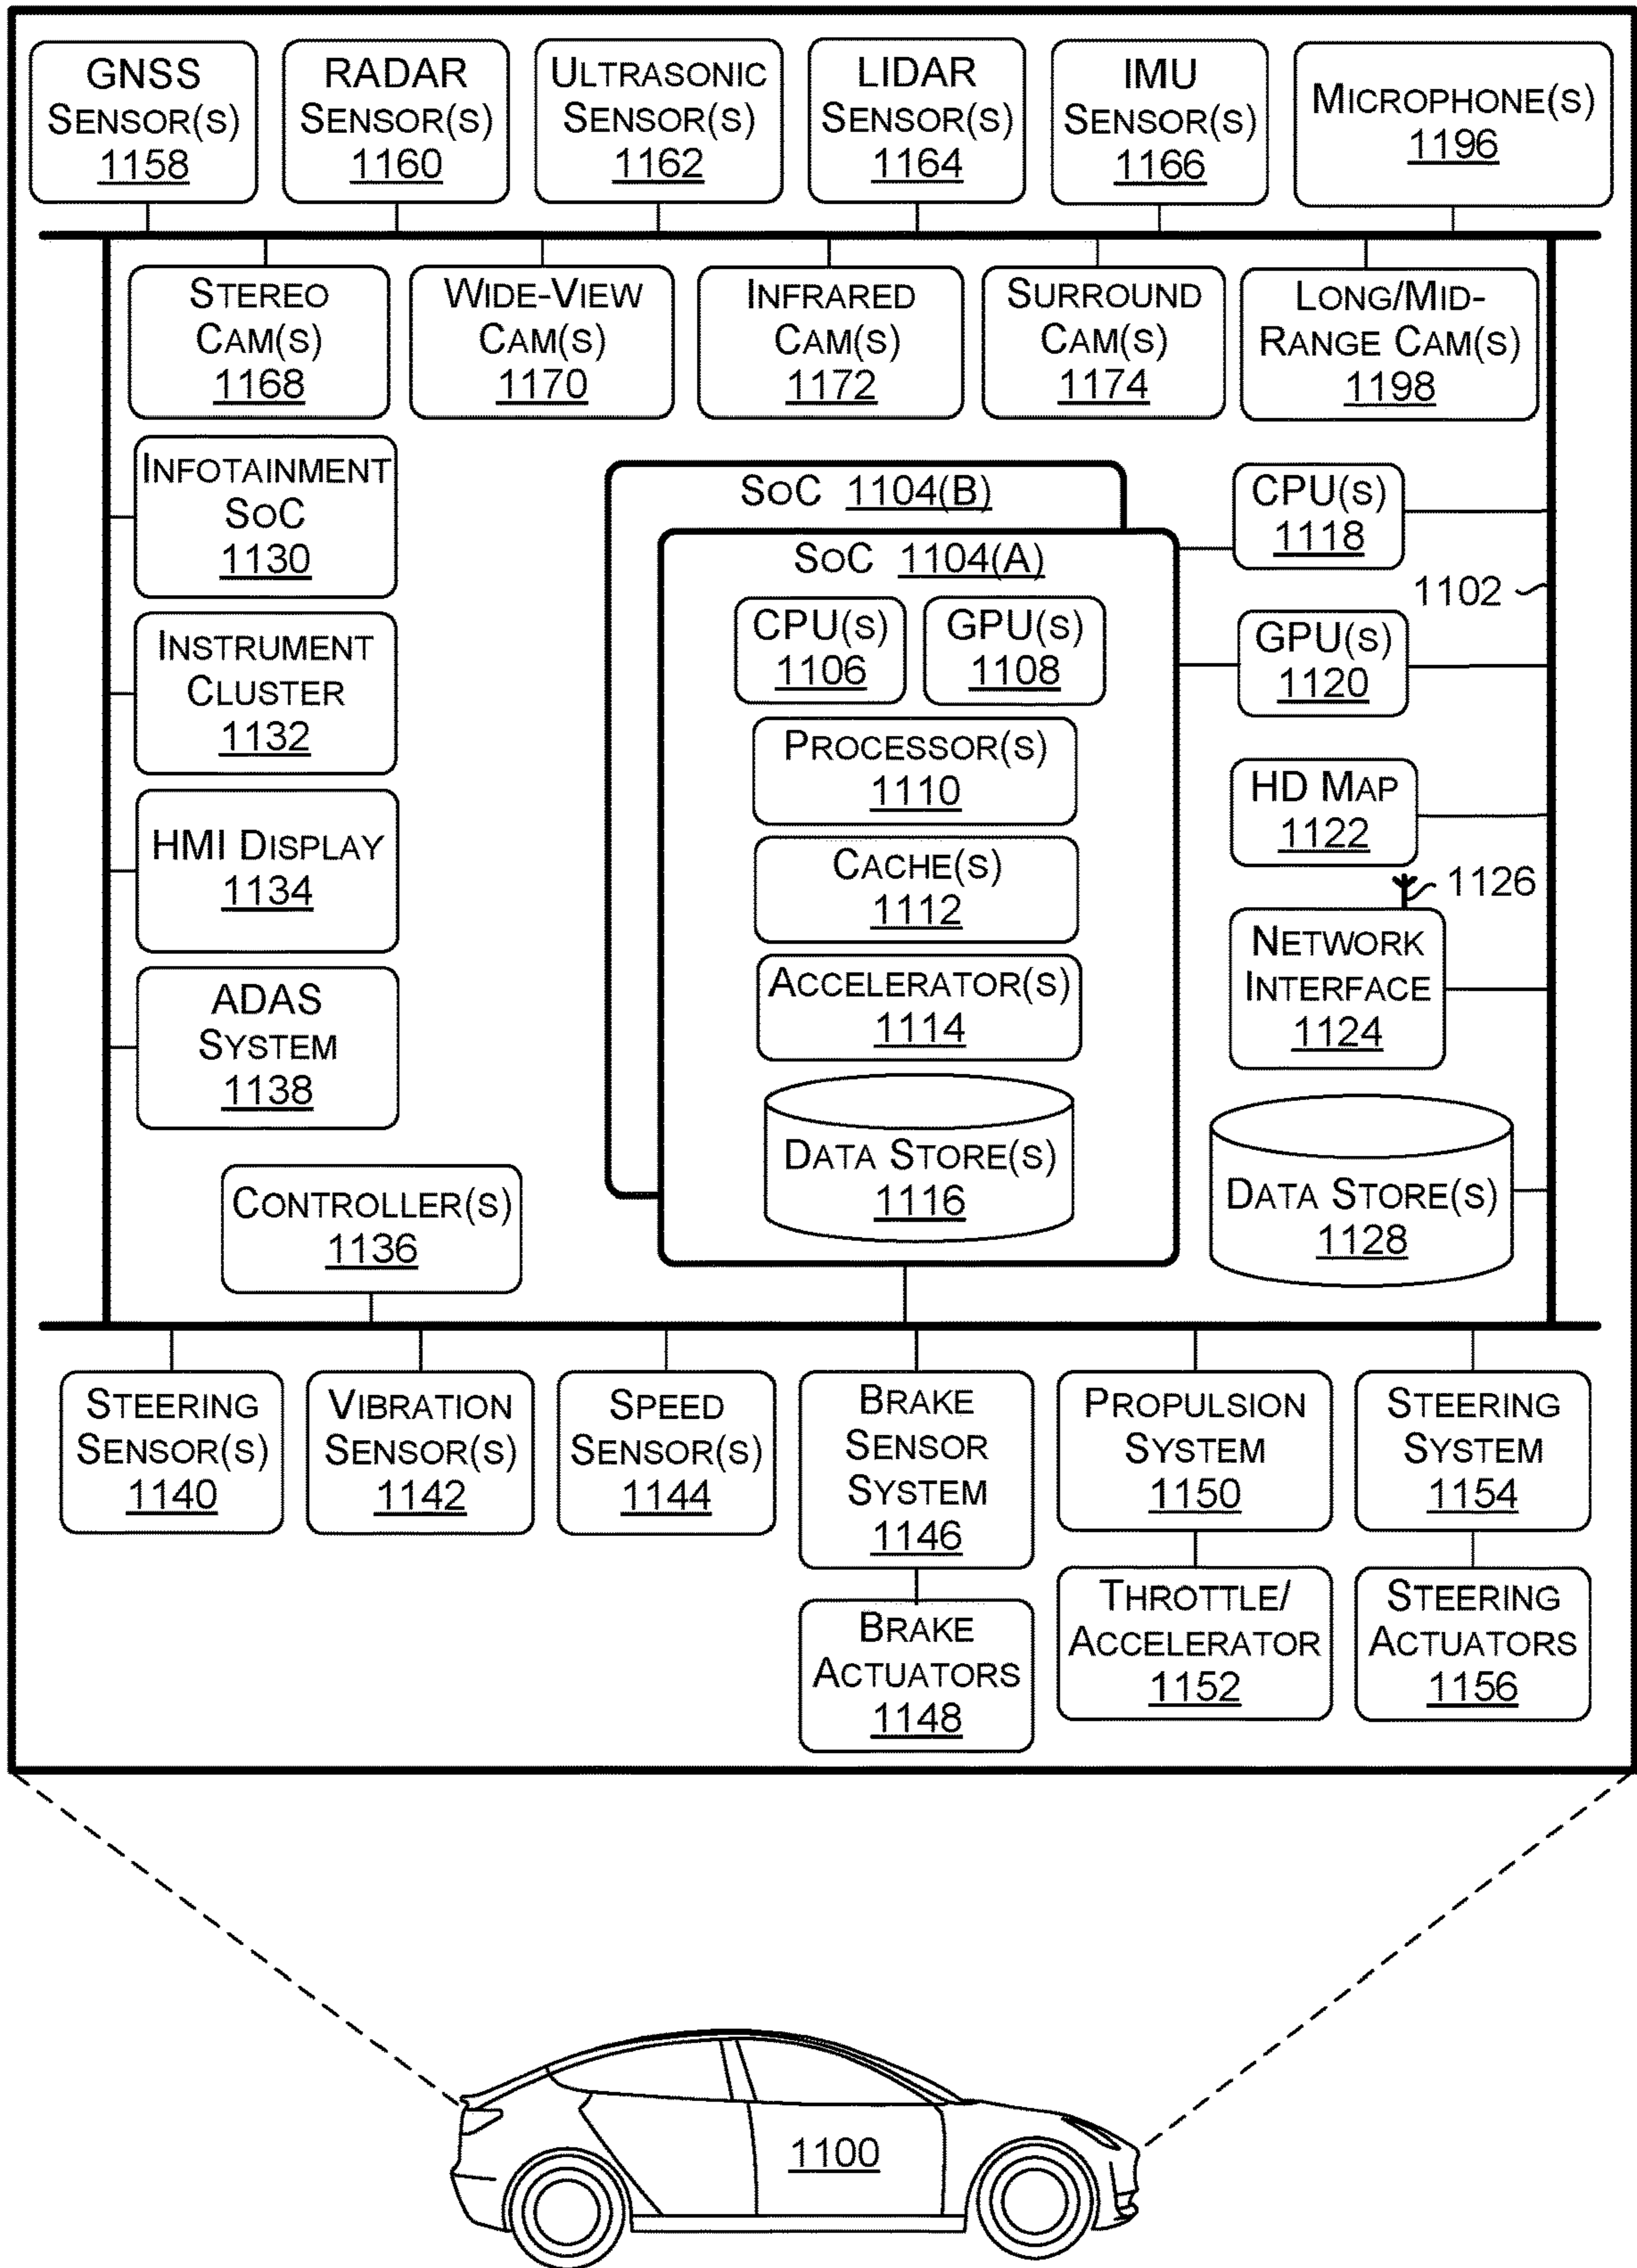 GNSS
SENSOR(S)
1158
RADAR
SENSOR(S)
1160
ULTRASONIC
SENSOR(S)
1162
LIDAR
SENSOR(S)
1164
IMU
SENSOR(S)
1166
MICROPHONE(S)
1196
STEREO
CAM(S)
1168
WIDE-VIEW
CAM(S)
1170
INFRARED
CAM(S)
1172
SURROUND
CAM(S)
1174
LONG/MID-
RANGE CAM(S)
1198
INFOTAINMENT
SOC
1130
INSTRUMENT
CLUSTER
1132
HMI DISPLAY
1134
ADAS
SYSTEM
1138
CONTROLLER(S)
1136
SOC 1104(B)
SOC 1104(A)
CPU(S)
1106
GPU(S)
1108
PROCESSOR(S)
1110
CACHE(S)
1112
ACCELERATOR(S)
1114
DATA STORE(S)
1116
CPU(S)
1118
1102
GPU(S)
1120
HD MAP
1122
1126
NETWORK
INTERFACE
1124
DATA STORE(S)
1128
STEERING
SENSOR(S)
1140
VIBRATION
SENSOR(S)
1142
SPEED
SENSOR(S)
1144
BRAKE
SENSOR
SYSTEM
1146
BRAKE
ACTUATORS
1148
PROPULSION
SYSTEM
1150
THROTTLE/
ACCELERATOR
1152
STEERING
SYSTEM
1154
STEERING
ACTUATORS
1156
1100